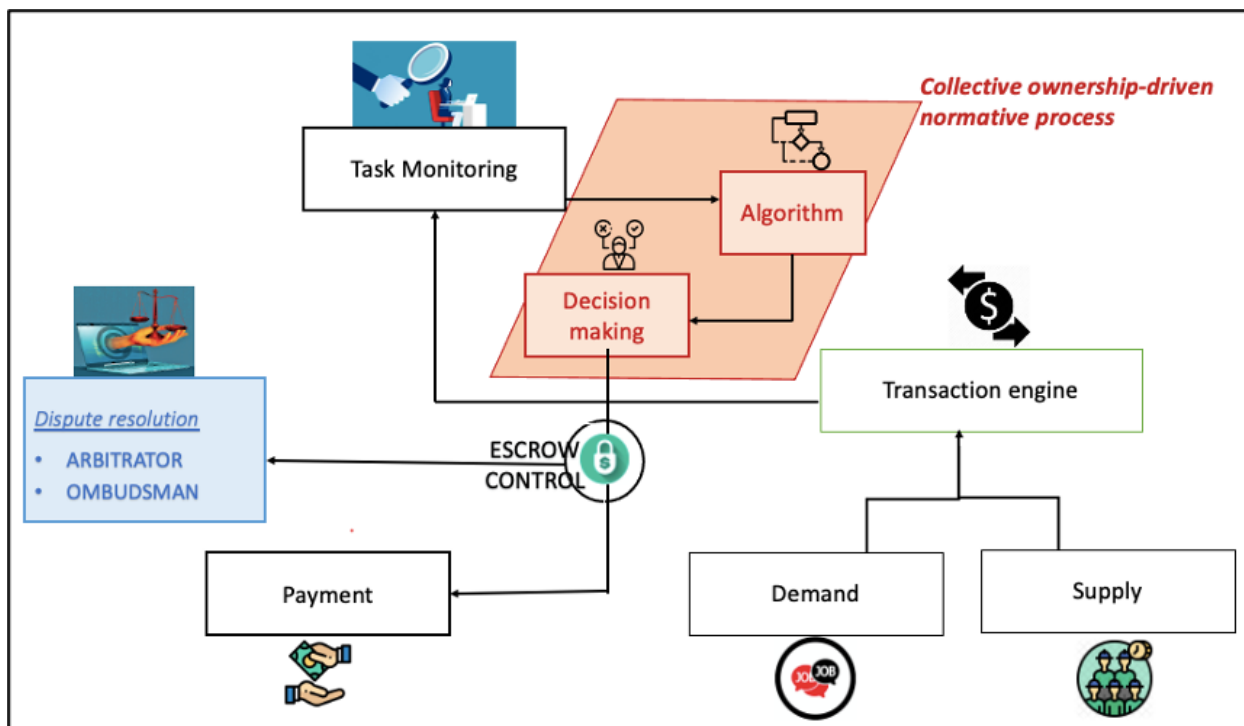 Collective ownership-driven
normative process
Task Monitoring
Algorithm
Decision
making
$
Transaction engine
Dispute resolution
• ARBITRATOR
• OMBUDSMAN
ESCROW
CONTROL
$
Payment
Demand
Supply
JOB
JOB